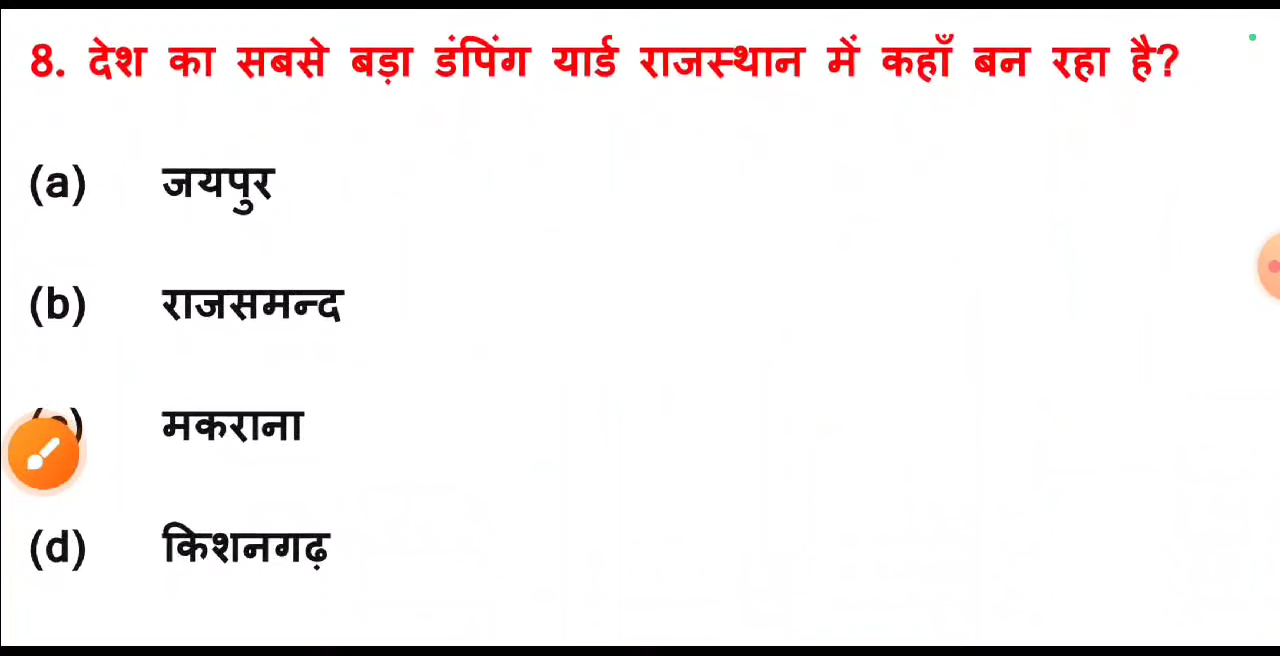 8. देश का सबसे बड़ा डंपिंग यार्ड राजस्थान में कहाँ बन रहा है?
(a) जयपुर
(b) राजसमन्द
मकराना
(d) किशनगढ़